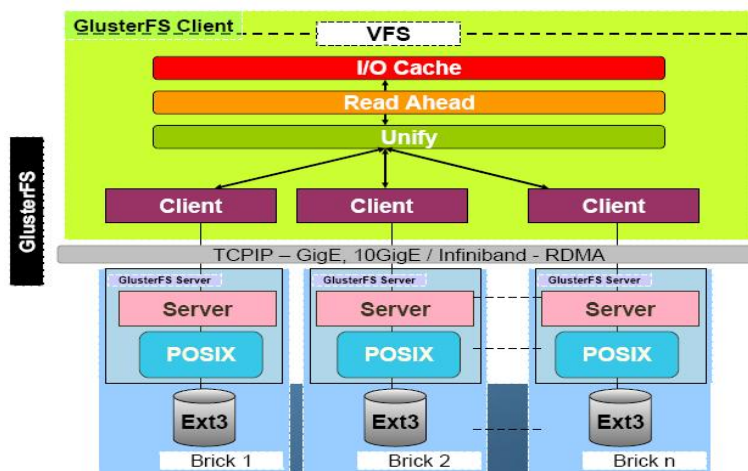 GlusterFS Client
VFS
I/O Cache
Read Ahead
Unify
GlusterFS
Client Client Client
TCPIP – GigE, 10GigE / Infiniband - RDMA
GlusterFS Server GlusterFS Server GlusterFS Server
Server Server Server
POSIX POSIX POSIX
Ext3 Ext3 Ext3
Brick 1 Brick 2 Brick n